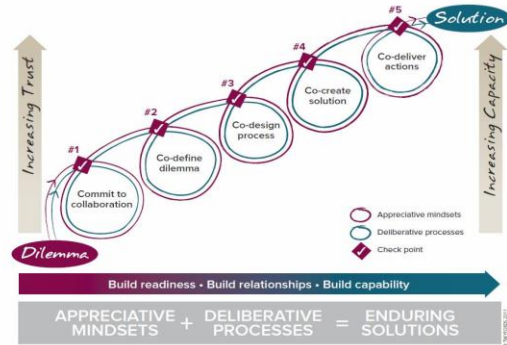 #5
Solution
#4
Co-deliver
actions
#3
Co-create
solution
#2
Co-design
process
#1
Co-define
dilemma
Commit to
collaboration
Dilemma
Increasing Trust
Increasing Capacity
Appreciative mindsets
Deliberative processes
Check point
Build readiness • Build relationships • Build capability
APPRECIATIVE
MINDSETS
+
DELIBERATIVE
PROCESSES
=
ENDURING
SOLUTIONS